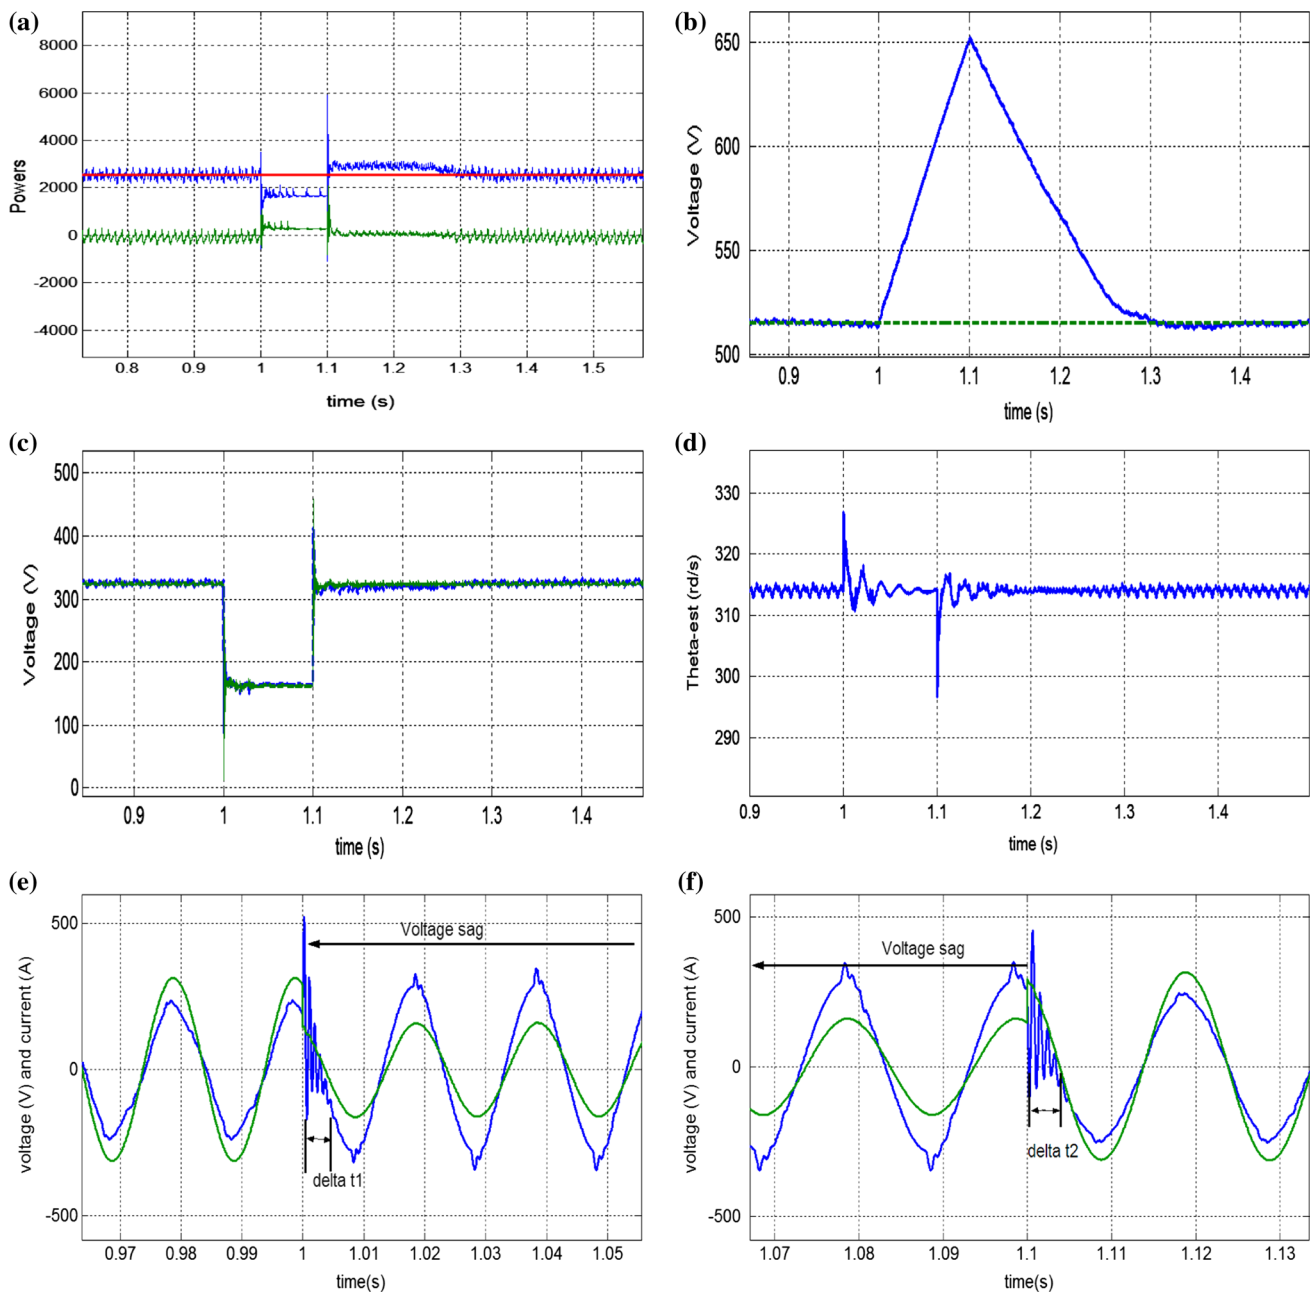 (a)
8000
6000
4000
2000
0
-2000
-4000
Powers
0.8 0.9 1 1.1 1.2 1.3 1.4 1.5
time (s)
(b)
650
600
550
500
Voltage (V)
0.9 1 1.1 1.2 1.3 1.4
time (s)
(c)
500
400
300
200
100
0
Voltage (V)
0.9 1 1.1 1.2 1.3 1.4
time (s)
(d)
330
320
310
300
290
Theta-est (rd/s)
0.9 1 1.1 1.2 1.3 1.4
time (s)
(e)
500
0
-500
voltage (V) and current (A)
Voltage sag
delta t1
0.97 0.98 0.99 1 1.01 1.02 1.03 1.04 1.05
time(s)
(f)
500
0
-500
voltage (V) and current (A)
Voltage sag
delta t2
1.07 1.08 1.09 1.1 1.11 1.12 1.13
time(s)